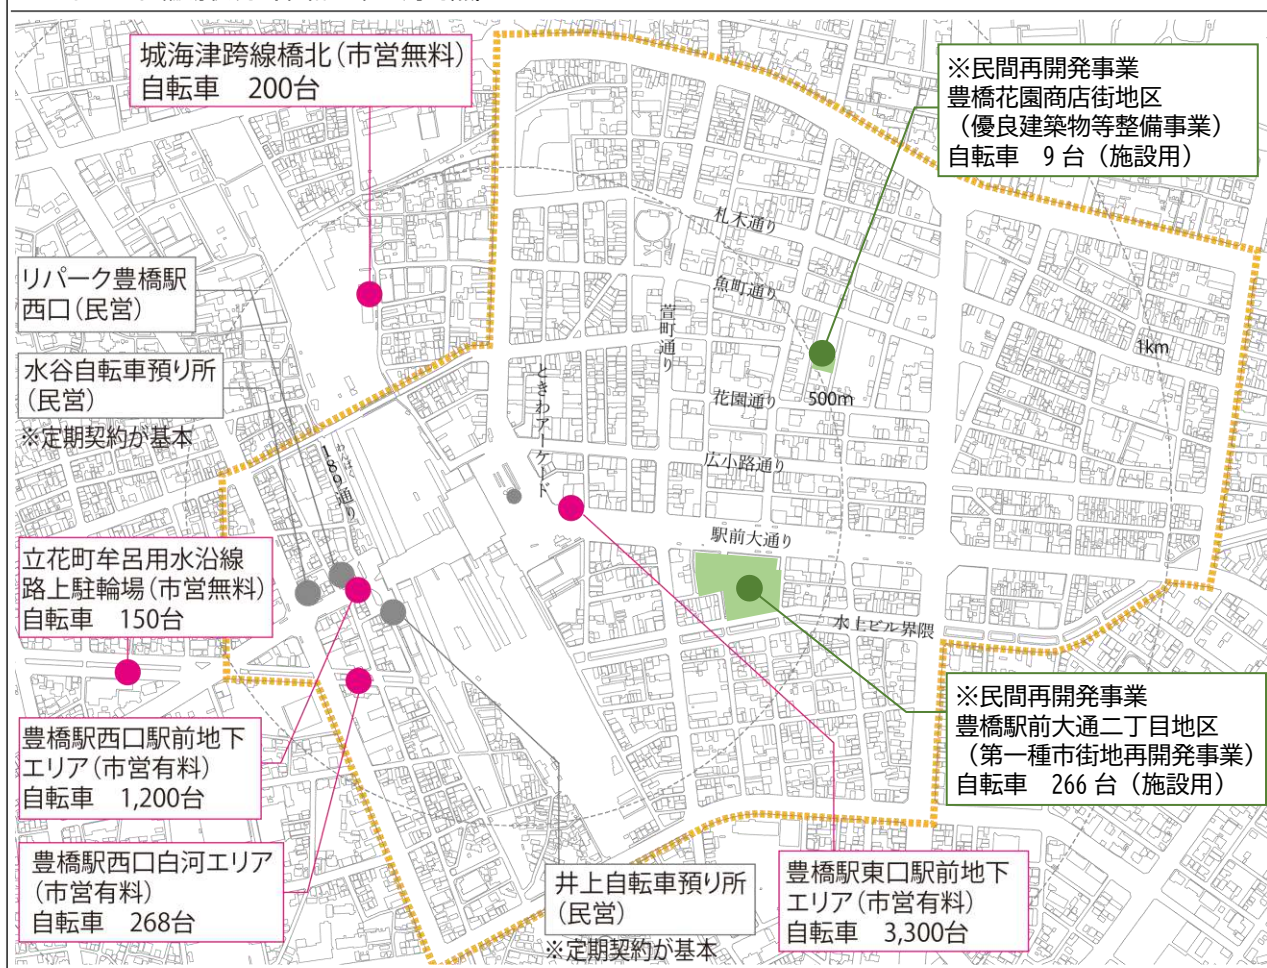 城海津跨線橋北(市営無料)
自転車　200台
※民間再開発事業
豊橋花園商店街地区
(優良建築物等整備事業)
自転車　9台(施設用)
札木通り
魚町通り
萱町通り
リパーク豊橋駅
西口(民営)
水谷自転車預り所
(民営)
※定期契約が基本
ときわアーケード
花園通り
500m
1km
広小路通り
わぱく
189通り
駅前大通り
水上ビル界隈
立花町牟呂用水沿線
路上駐輪場(市営無料)
自転車　150台
豊橋駅西口駅前地下
エリア(市営有料)
自転車　1,200台
豊橋駅西口白河エリア
(市営有料)
自転車　268台
井上自転車預り所
(民営)
※定期契約が基本
豊橋駅東口駅前地下
エリア(市営有料)
自転車　3,300台
※民間再開発事業
豊橋駅前大通二丁目地区
(第一種市街地再開発事業)
自転車　266台(施設用)